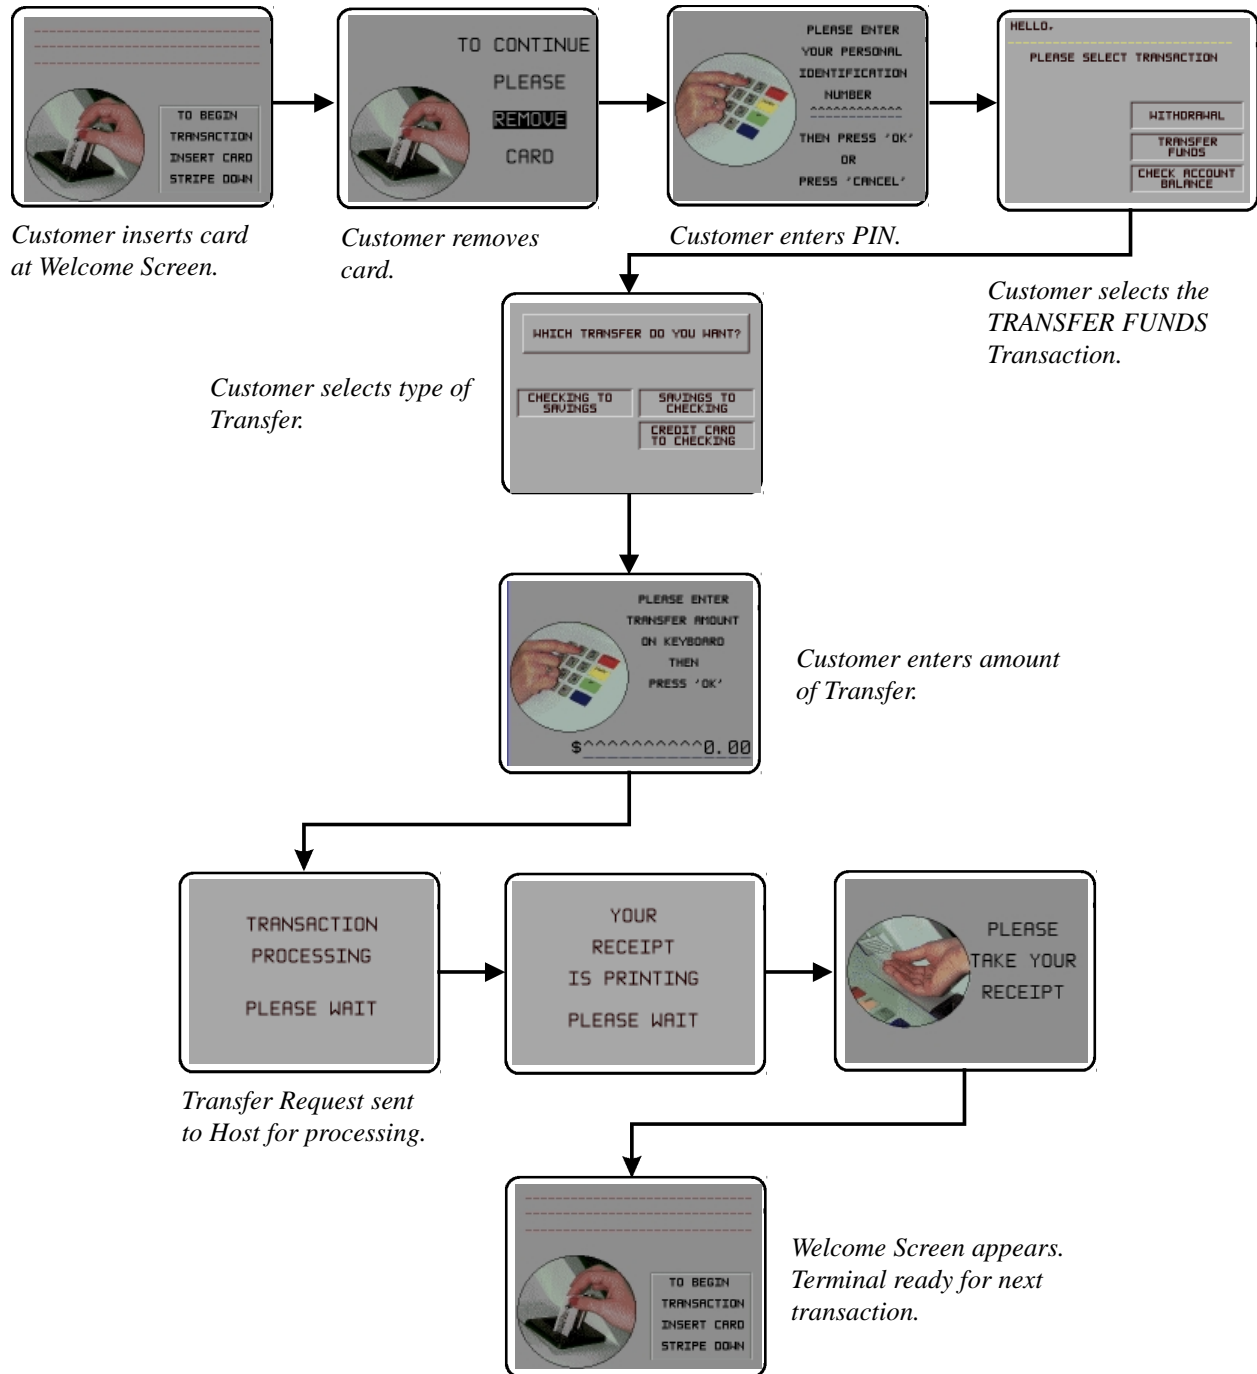 TO BEGIN
TRANSACTION
INSERT CARD
STRIPE DOWN
Customer inserts card
at Welcome Screen.
TO CONTINUE
PLEASE
REMOVE
CARD
Customer removes
card.
PLEASE ENTER
YOUR PERSONAL
IDENTIFICATION
NUMBER
^^^^^^^^^^^^
THEN PRESS 'OK'
OR
PRESS 'CANCEL'
Customer enters PIN.
HELLO,
PLEASE SELECT TRANSACTION
WITHDRAWAL
TRANSFER
FUNDS
CHECK ACCOUNT
BALANCE
Customer selects the
TRANSFER FUNDS
Transaction.
WHICH TRANSFER DO YOU WANT?
CHECKING TO
SAVINGS
SAVINGS TO
CHECKING
CREDIT CARD
TO CHECKING
Customer selects type of
Transfer.
PLEASE ENTER
TRANSFER AMOUNT
ON KEYBOARD
THEN
PRESS 'OK'
$^^^^^^^^^^0.00
Customer enters amount
of Transfer.
TRANSACTION
PROCESSING
PLEASE WAIT
Transfer Request sent
to Host for processing.
YOUR
RECEIPT
IS PRINTING
PLEASE WAIT
PLEASE
TAKE YOUR
RECEIPT
TO BEGIN
TRANSACTION
INSERT CARD
STRIPE DOWN
Welcome Screen appears.
Terminal ready for next
transaction.